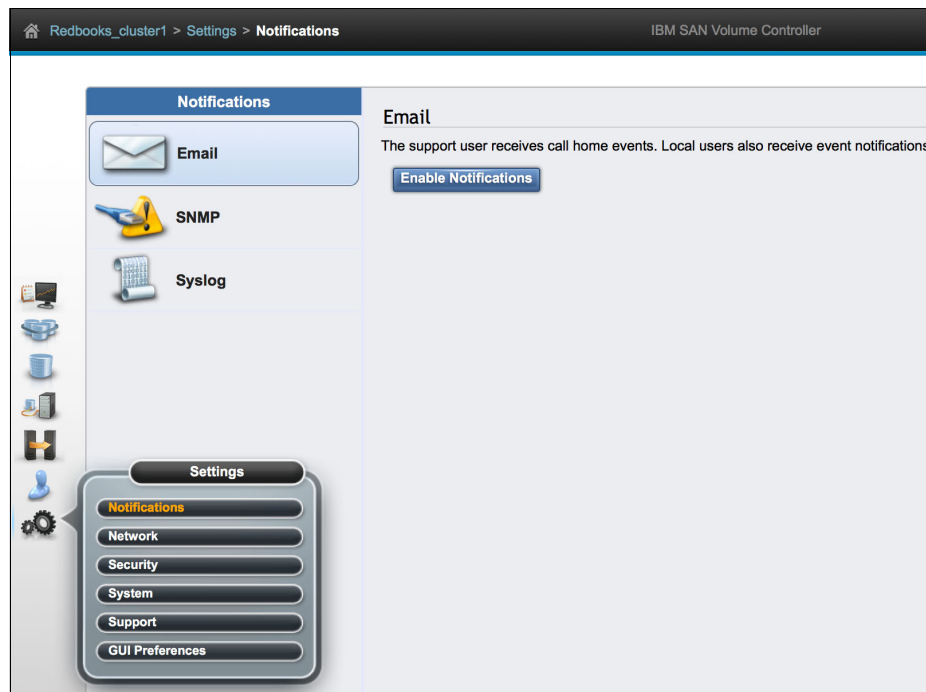 Redbooks_cluster1 > Settings > Notifications
IBM SAN Volume Controller
Notifications
Email
SNMP
Syslog
Email
The support user receives call home events. Local users also receive event notifications
Enable Notifications
Settings
Notifications
Network
Security
System
Support
GUI Preferences